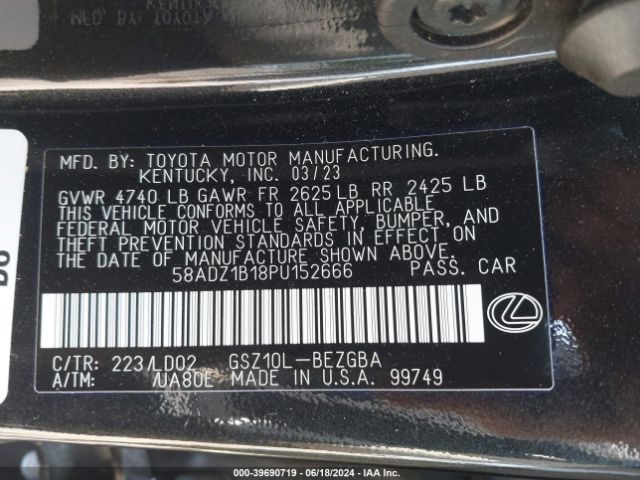 MFD. BY: TOYOTA MOTOR MANUFACTURING.
KENTUCKY, INC. 03/23
GVWR 4740 LB GAWR FR 2625 LB RR 2425 LB
THIS VEHICLE CONFORMS TO ALL APPLICABLE
FEDERAL MOTOR VEHICLE SAFETY, BUMPER, AND
THEFT PREVENTION STANDARDS IN EFFECT ON
THE DATE OF MANUFACTURE SHOWN ABOVE.
58ADZ1B18PU152666 PASS. CAR
C/TR: 223/LD02 GSZ10L-BEZGBA
A/TM: /UA80E MADE IN U.S.A. 99749
000-39690719 - 06/18/2024 - IAA Inc.